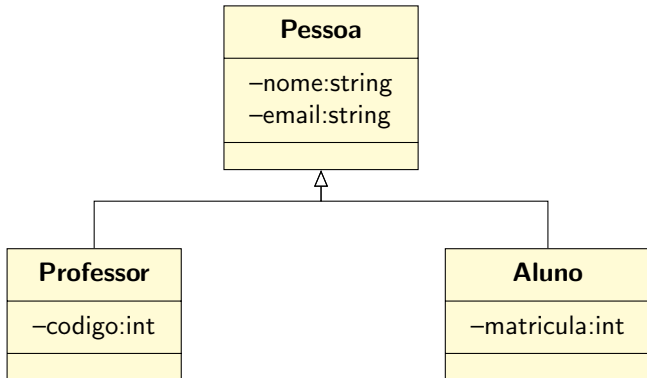 Pessoa
–nome:string
–email:string
Professor
–codigo:int
Aluno
–matricula:int